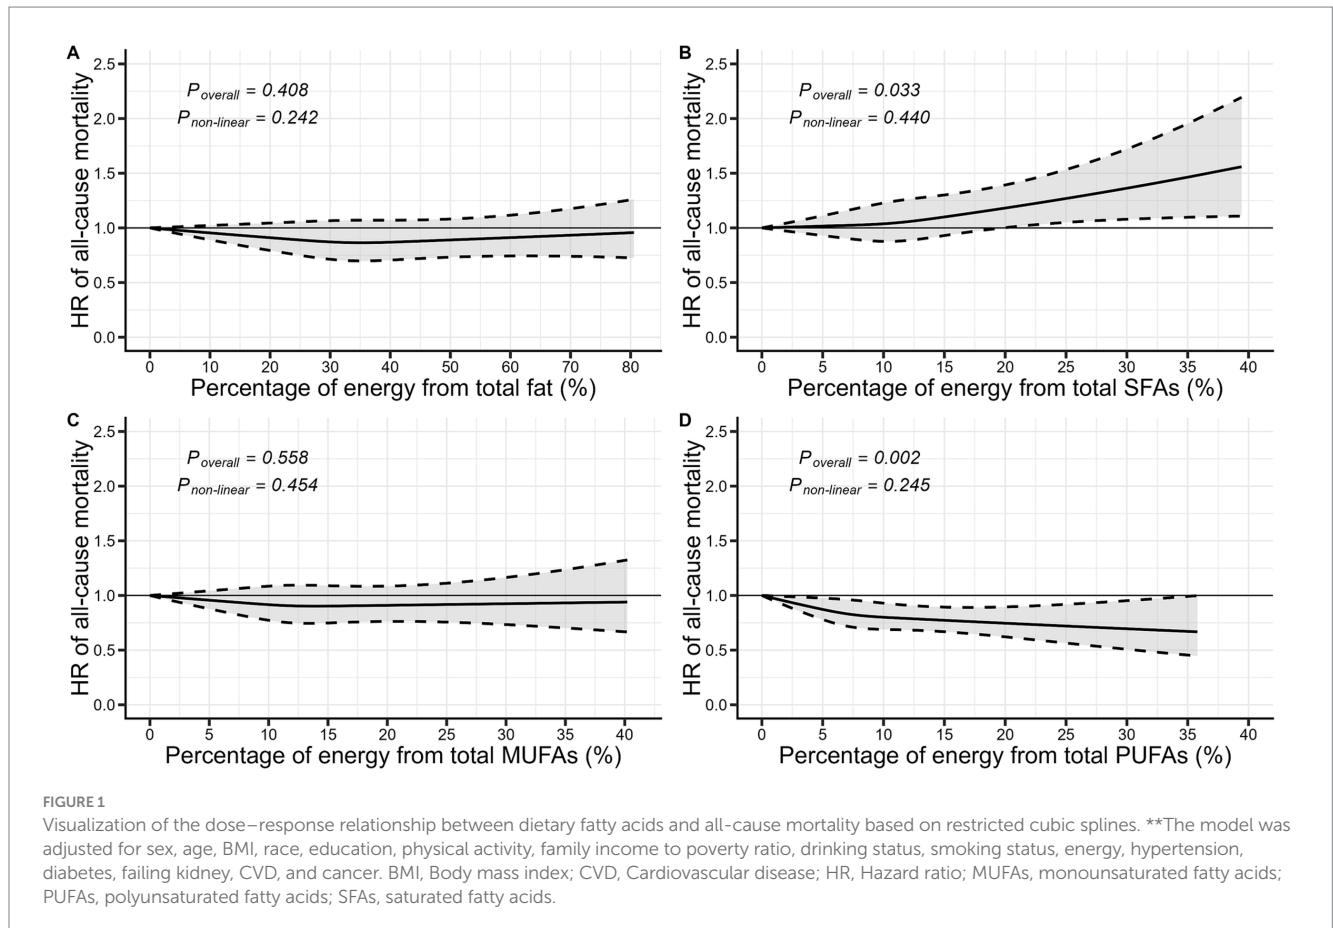 A
2.5
2.0
1.5
1.0
0.5
0.0
HR of all-cause mortality
P overall = 0.408
P non-linear = 0.242
0 10 20 30 40 50 60 70 80
Percentage of energy from total fat (%)
B
2.5
2.0
1.5
1.0
0.5
0.0
HR of all-cause mortality
P overall = 0.033
P non-linear = 0.440
0 5 10 15 20 25 30 35 40
Percentage of energy from total SFAs (%)
C
2.5
2.0
1.5
1.0
0.5
0.0
HR of all-cause mortality
P overall = 0.558
P non-linear = 0.454
0 5 10 15 20 25 30 35 40
Percentage of energy from total MUFAs (%)
D
2.5
2.0
1.5
1.0
0.5
0.0
HR of all-cause mortality
P overall = 0.002
P non-linear = 0.245
0 5 10 15 20 25 30 35 40
Percentage of energy from total PUFAs (%)
FIGURE 1
Visualization of the dose–response relationship between dietary fatty acids and all-cause mortality based on restricted cubic splines. **The model was
adjusted for sex, age, BMI, race, education, physical activity, family income to poverty ratio, drinking status, smoking status, energy, hypertension,
diabetes, failing kidney, CVD, and cancer. BMI, Body mass index; CVD, Cardiovascular disease; HR, Hazard ratio; MUFAs, monounsaturated fatty acids;
PUFAs, polyunsaturated fatty acids; SFAs, saturated fatty acids.